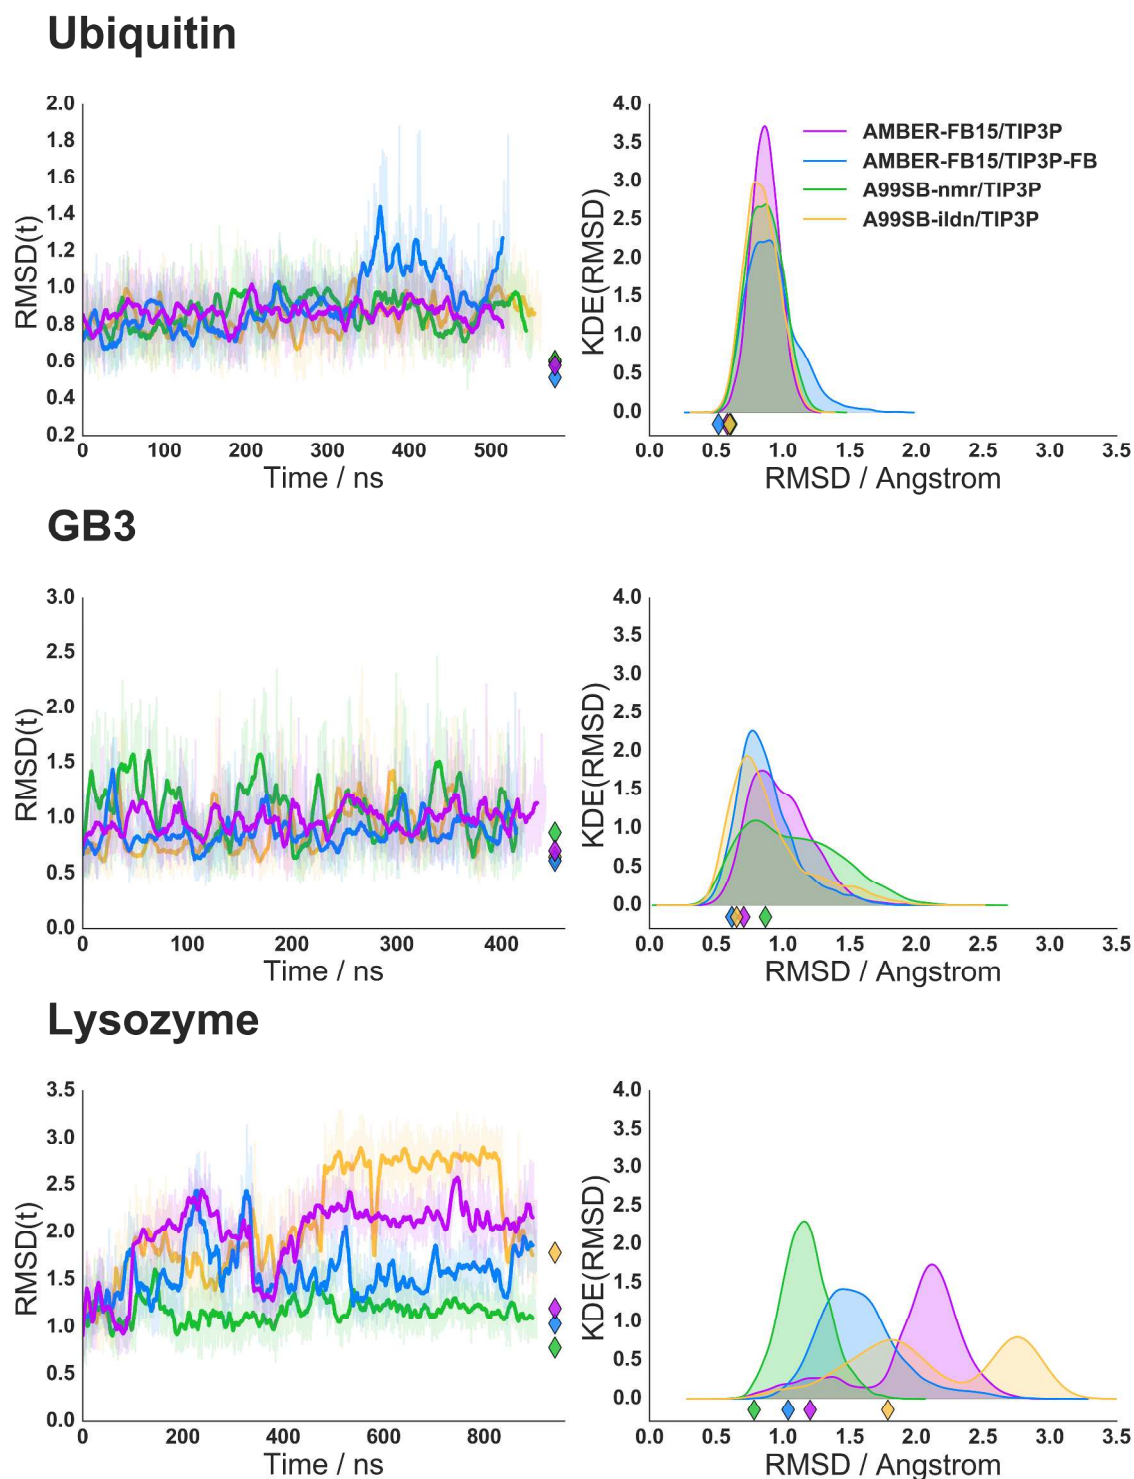 Ubiquitin
2.0
1.8
1.6
1.4
1.2
1.0
0.8
0.6
0.4
0.2
RMSD(t)
0 100 200 300 400 500
Time / ns
4.0
3.5
3.0
2.5
2.0
1.5
1.0
0.5
0.0
KDE(RMSD)
AMBER-FB15/TIP3P
AMBER-FB15/TIP3P-FB
A99SB-nmr/TIP3P
A99SB-ildn/TIP3P
0.0 0.5 1.0 1.5 2.0 2.5 3.0 3.5
RMSD / Angstrom
GB3
3.0
2.5
2.0
1.5
1.0
0.5
0.0
RMSD(t)
0 100 200 300 400
Time / ns
4.0
3.5
3.0
2.5
2.0
1.5
1.0
0.5
0.0
KDE(RMSD)
0.0 0.5 1.0 1.5 2.0 2.5 3.0 3.5
RMSD / Angstrom
Lysozyme
3.5
3.0
2.5
2.0
1.5
1.0
0.5
0.0
RMSD(t)
0 200 400 600 800
Time / ns
4.0
3.5
3.0
2.5
2.0
1.5
1.0
0.5
0.0
KDE(RMSD)
0.0 0.5 1.0 1.5 2.0 2.5 3.0 3.5
RMSD / Angstrom